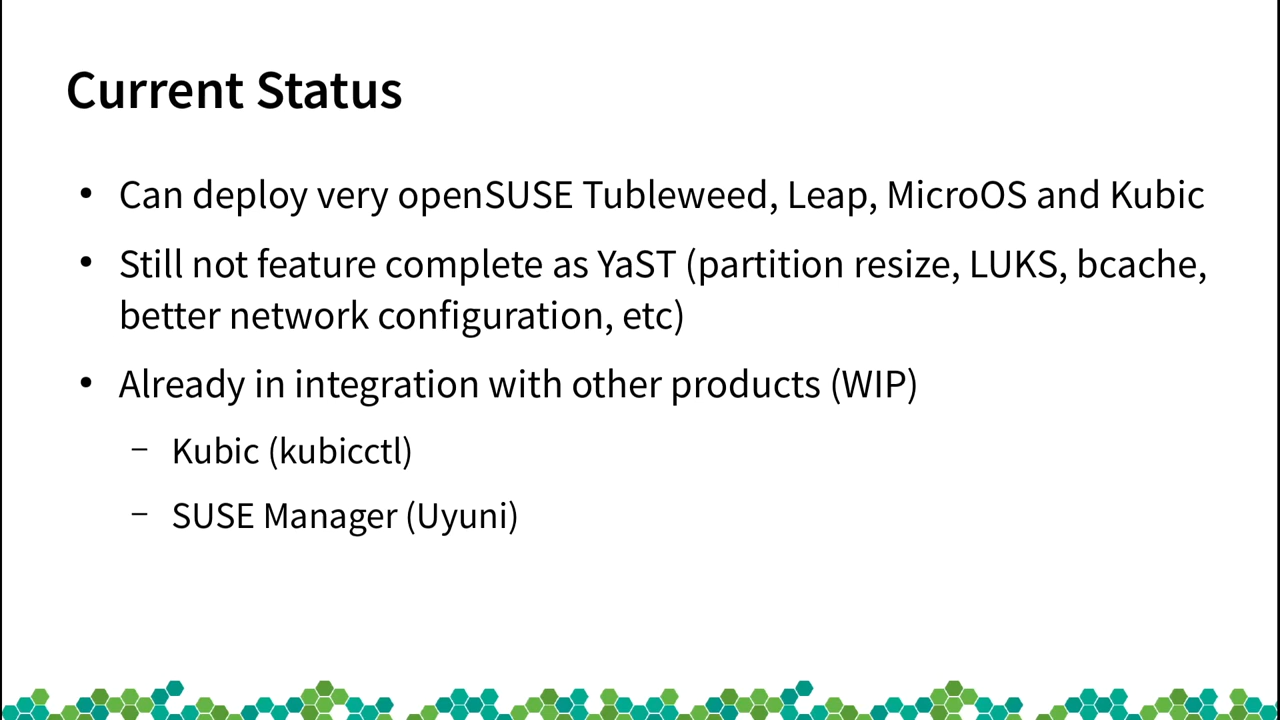 Current Status
• Can deploy very openSUSE Tubleweed, Leap, MicroOS and Kubic
• Still not feature complete as YaST (partition resize, LUKS, bcache,
better network configuration, etc)
• Already in integration with other products (WIP)
– Kubic (kubicctl)
– SUSE Manager (Uyuni)